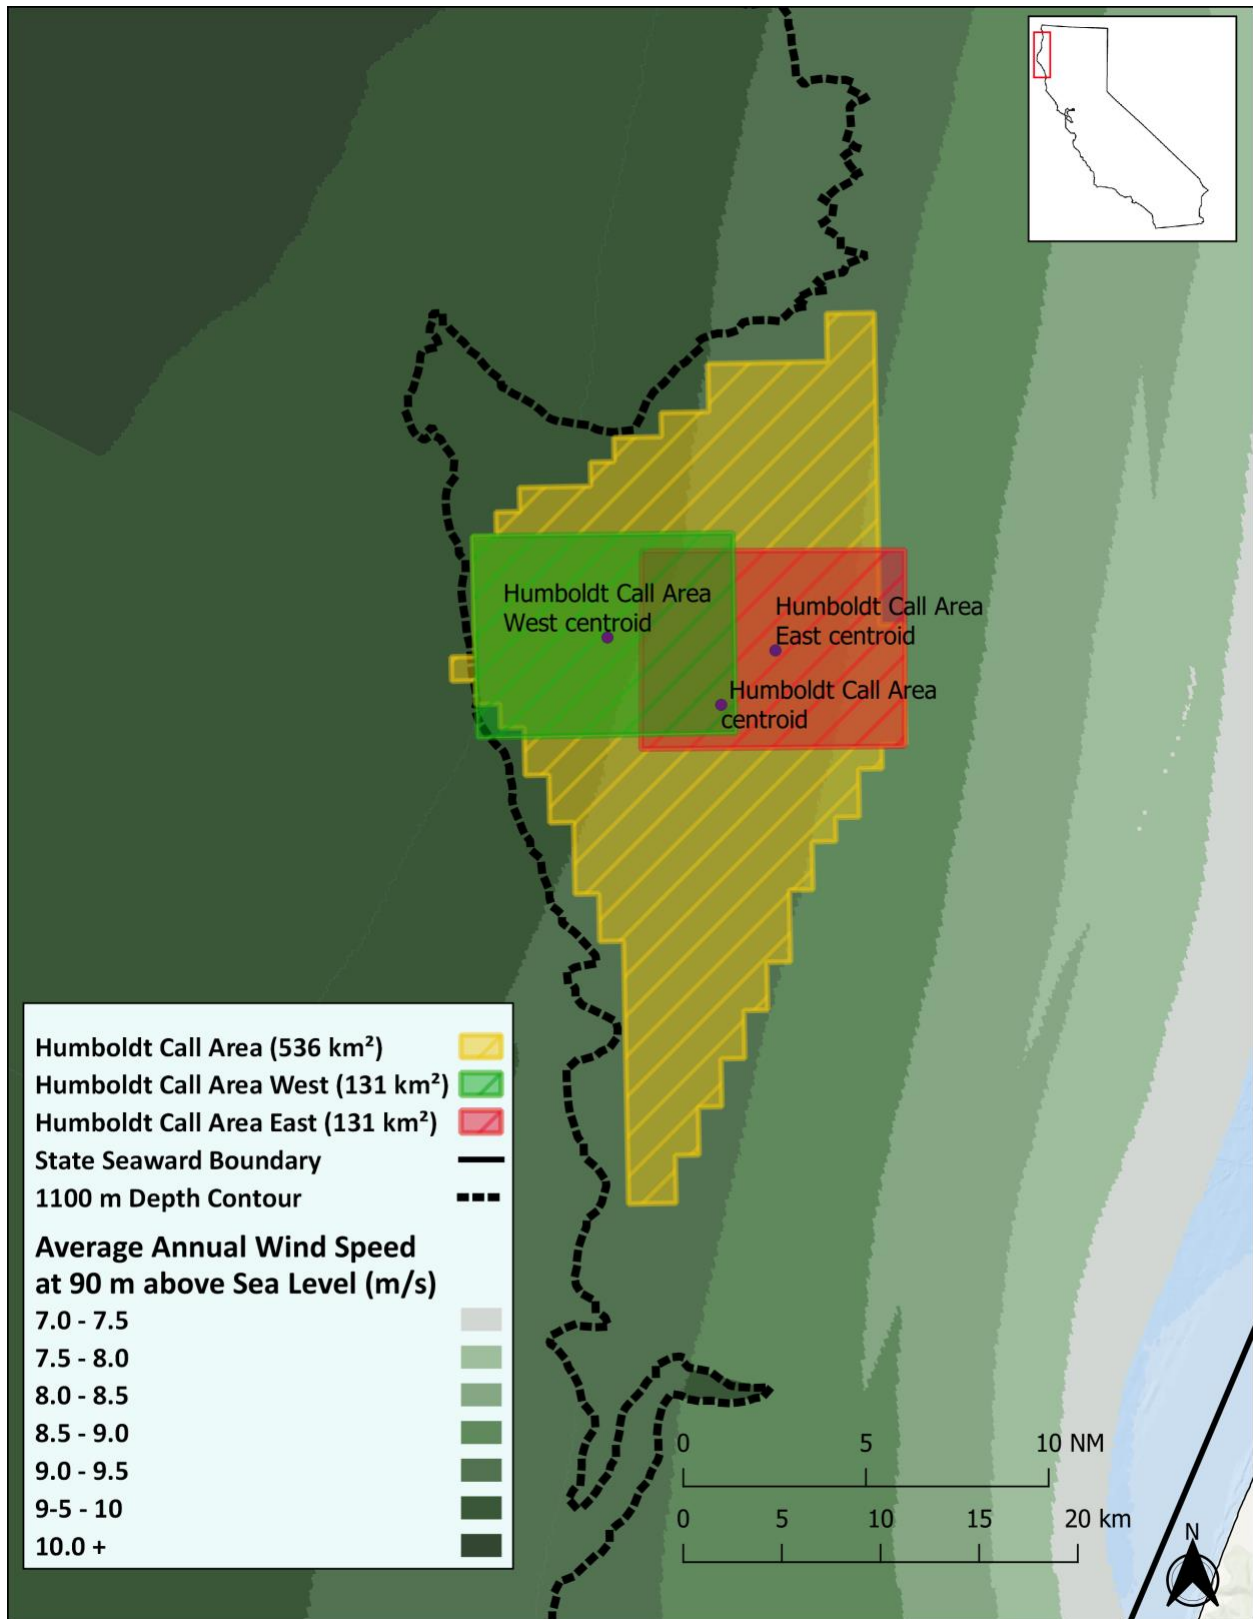 Humboldt Call Area
West centroid
Humboldt Call Area
East centroid
Humboldt Call Area
centroid
Humboldt Call Area (536 km²)
Humboldt Call Area West (131 km²)
Humboldt Call Area East (131 km²)
State Seaward Boundary
1100 m Depth Contour
Average Annual Wind Speed
at 90 m above Sea Level (m/s)
7.0 - 7.5
7.5 - 8.0
8.0 - 8.5
8.5 - 9.0
9.0 - 9.5
9-5 - 10
10.0 +
0 5 10 NM
0 5 10 15 20 km
N